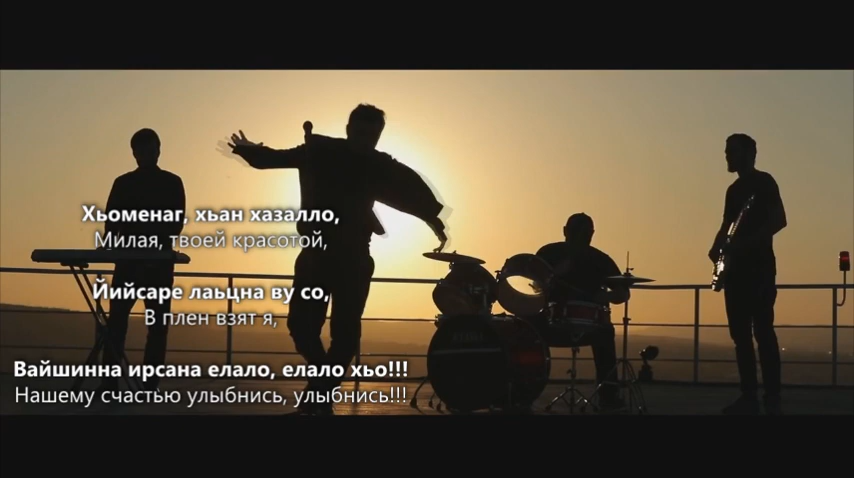 Хьоменаг, хьан хазалло,
Милая, твоей красотой,
Йийсаре лаьцна ву со,
В плен взят я,
Вайшинна ирсана елало, елало хьо!!!
Нашему счастью улыбнись, улыбнись!!!